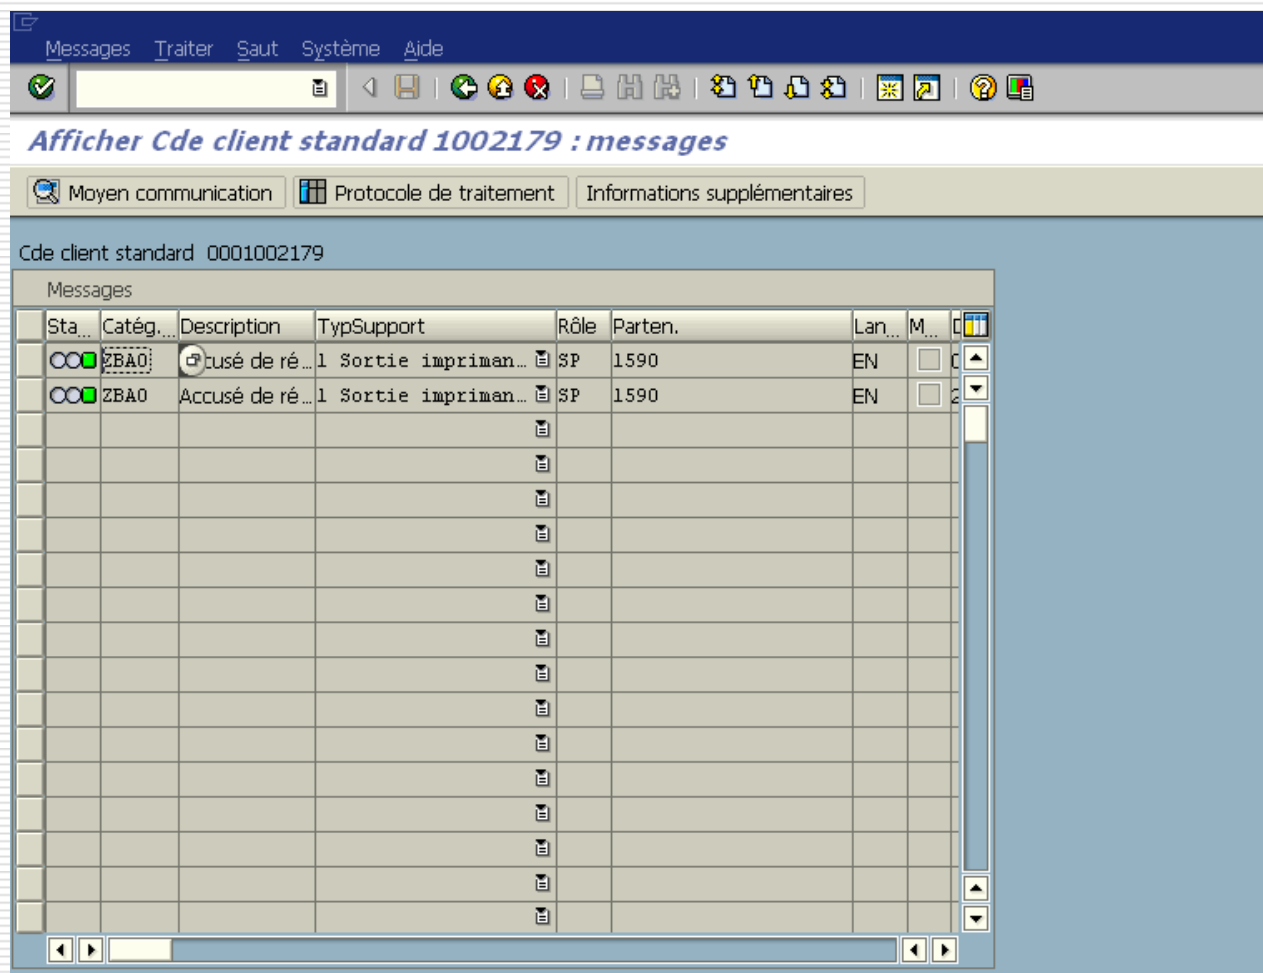 Messages Traiter Saut Système Aide
Afficher Cde client standard 1002179 : messages
Moyen communication Protocole de traitement Informations supplémentaires
Cde client standard 0001002179
Messages
Sta... Catég. ... Description TypSupport Rôle Parten. Lan... M...
ZBA0 cusé de ré... 1 Sortie impriman... SP 1590 EN
ZBA0 Accusé de ré... 1 Sortie impriman... SP 1590 EN